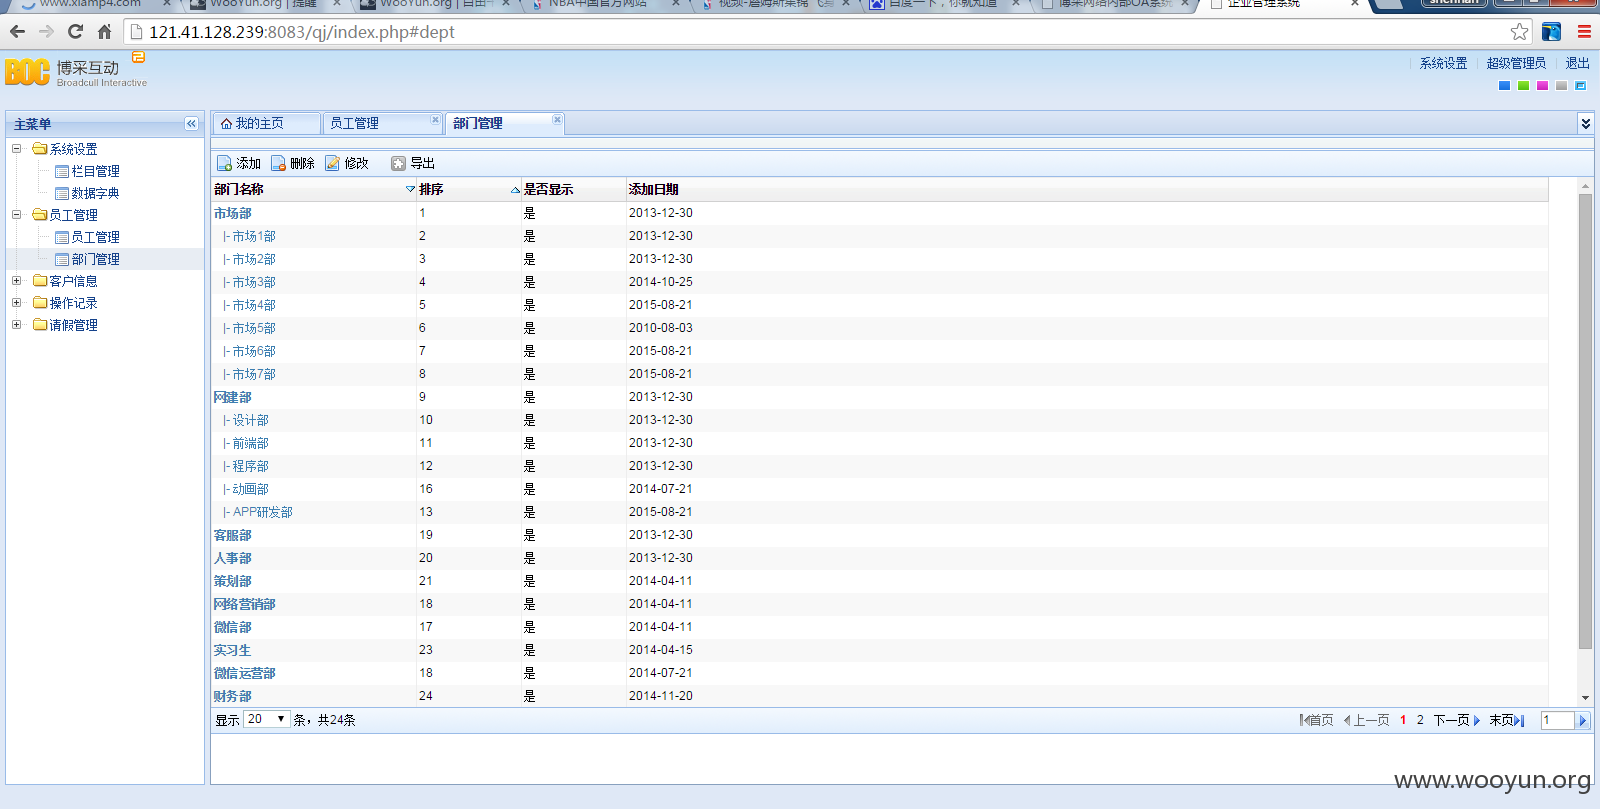 www.xiamp4.com
WooYun.org | 提醒
WooYun.org | 自由
NBA中国官方网站
视频-詹姆斯集锦
百度一下，你就知道
博采网络内部OA系统
企业管理系统
shennan
121.41.128.239:8083/qj/index.php#dept
BOC 博采互动
Broadcull Interactive
系统设置 超级管理员 退出
主菜单
系统设置
栏目管理
数据字典
员工管理
员工管理
部门管理
客户信息
操作记录
请假管理
我的主页 员工管理 部门管理
添加 删除 修改 导出
部门名称 排序 是否显示 添加日期
市场部 1 是 2013-12-30
|- 市场1部 2 是 2013-12-30
|- 市场2部 3 是 2013-12-30
|- 市场3部 4 是 2014-10-25
|- 市场4部 5 是 2015-08-21
|- 市场5部 6 是 2010-08-03
|- 市场6部 7 是 2015-08-21
|- 市场7部 8 是 2015-08-21
网建部 9 是 2013-12-30
|- 设计部 10 是 2013-12-30
|- 前端部 11 是 2013-12-30
|- 程序部 12 是 2013-12-30
|- 动画部 16 是 2014-07-21
|- APP研发部 13 是 2015-08-21
客服部 19 是 2013-12-30
人事部 20 是 2013-12-30
策划部 21 是 2014-04-11
网络营销部 18 是 2014-04-11
微信部 17 是 2014-04-11
实习生 23 是 2014-04-15
微信运营部 18 是 2014-07-21
财务部 24 是 2014-11-20
显示 20 条，共24条
首页 上一页 1 2 下一页 末页 1
www.wooyun.org